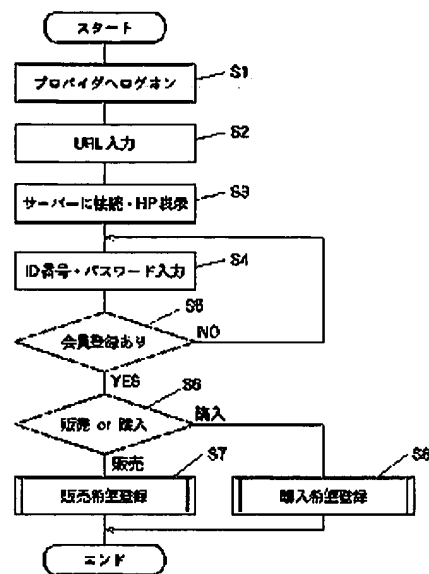 スタート
プロバイダへログオン
S1
URL入力
S2
サーバーに接続・HP表示
S3
ID番号・パスワード入力
S4
会員登録あり
S5
NO
YES
販売 or 購入
S6
購入
販売
販売希望登録
S7
購入希望登録
S8
エンド